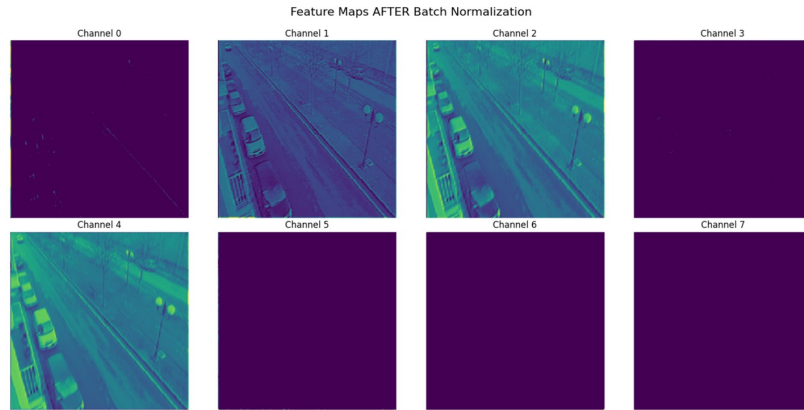 Feature Maps AFTER Batch Normalization
Channel 0
Channel 1
Channel 2
Channel 3
Channel 4
Channel 5
Channel 6
Channel 7